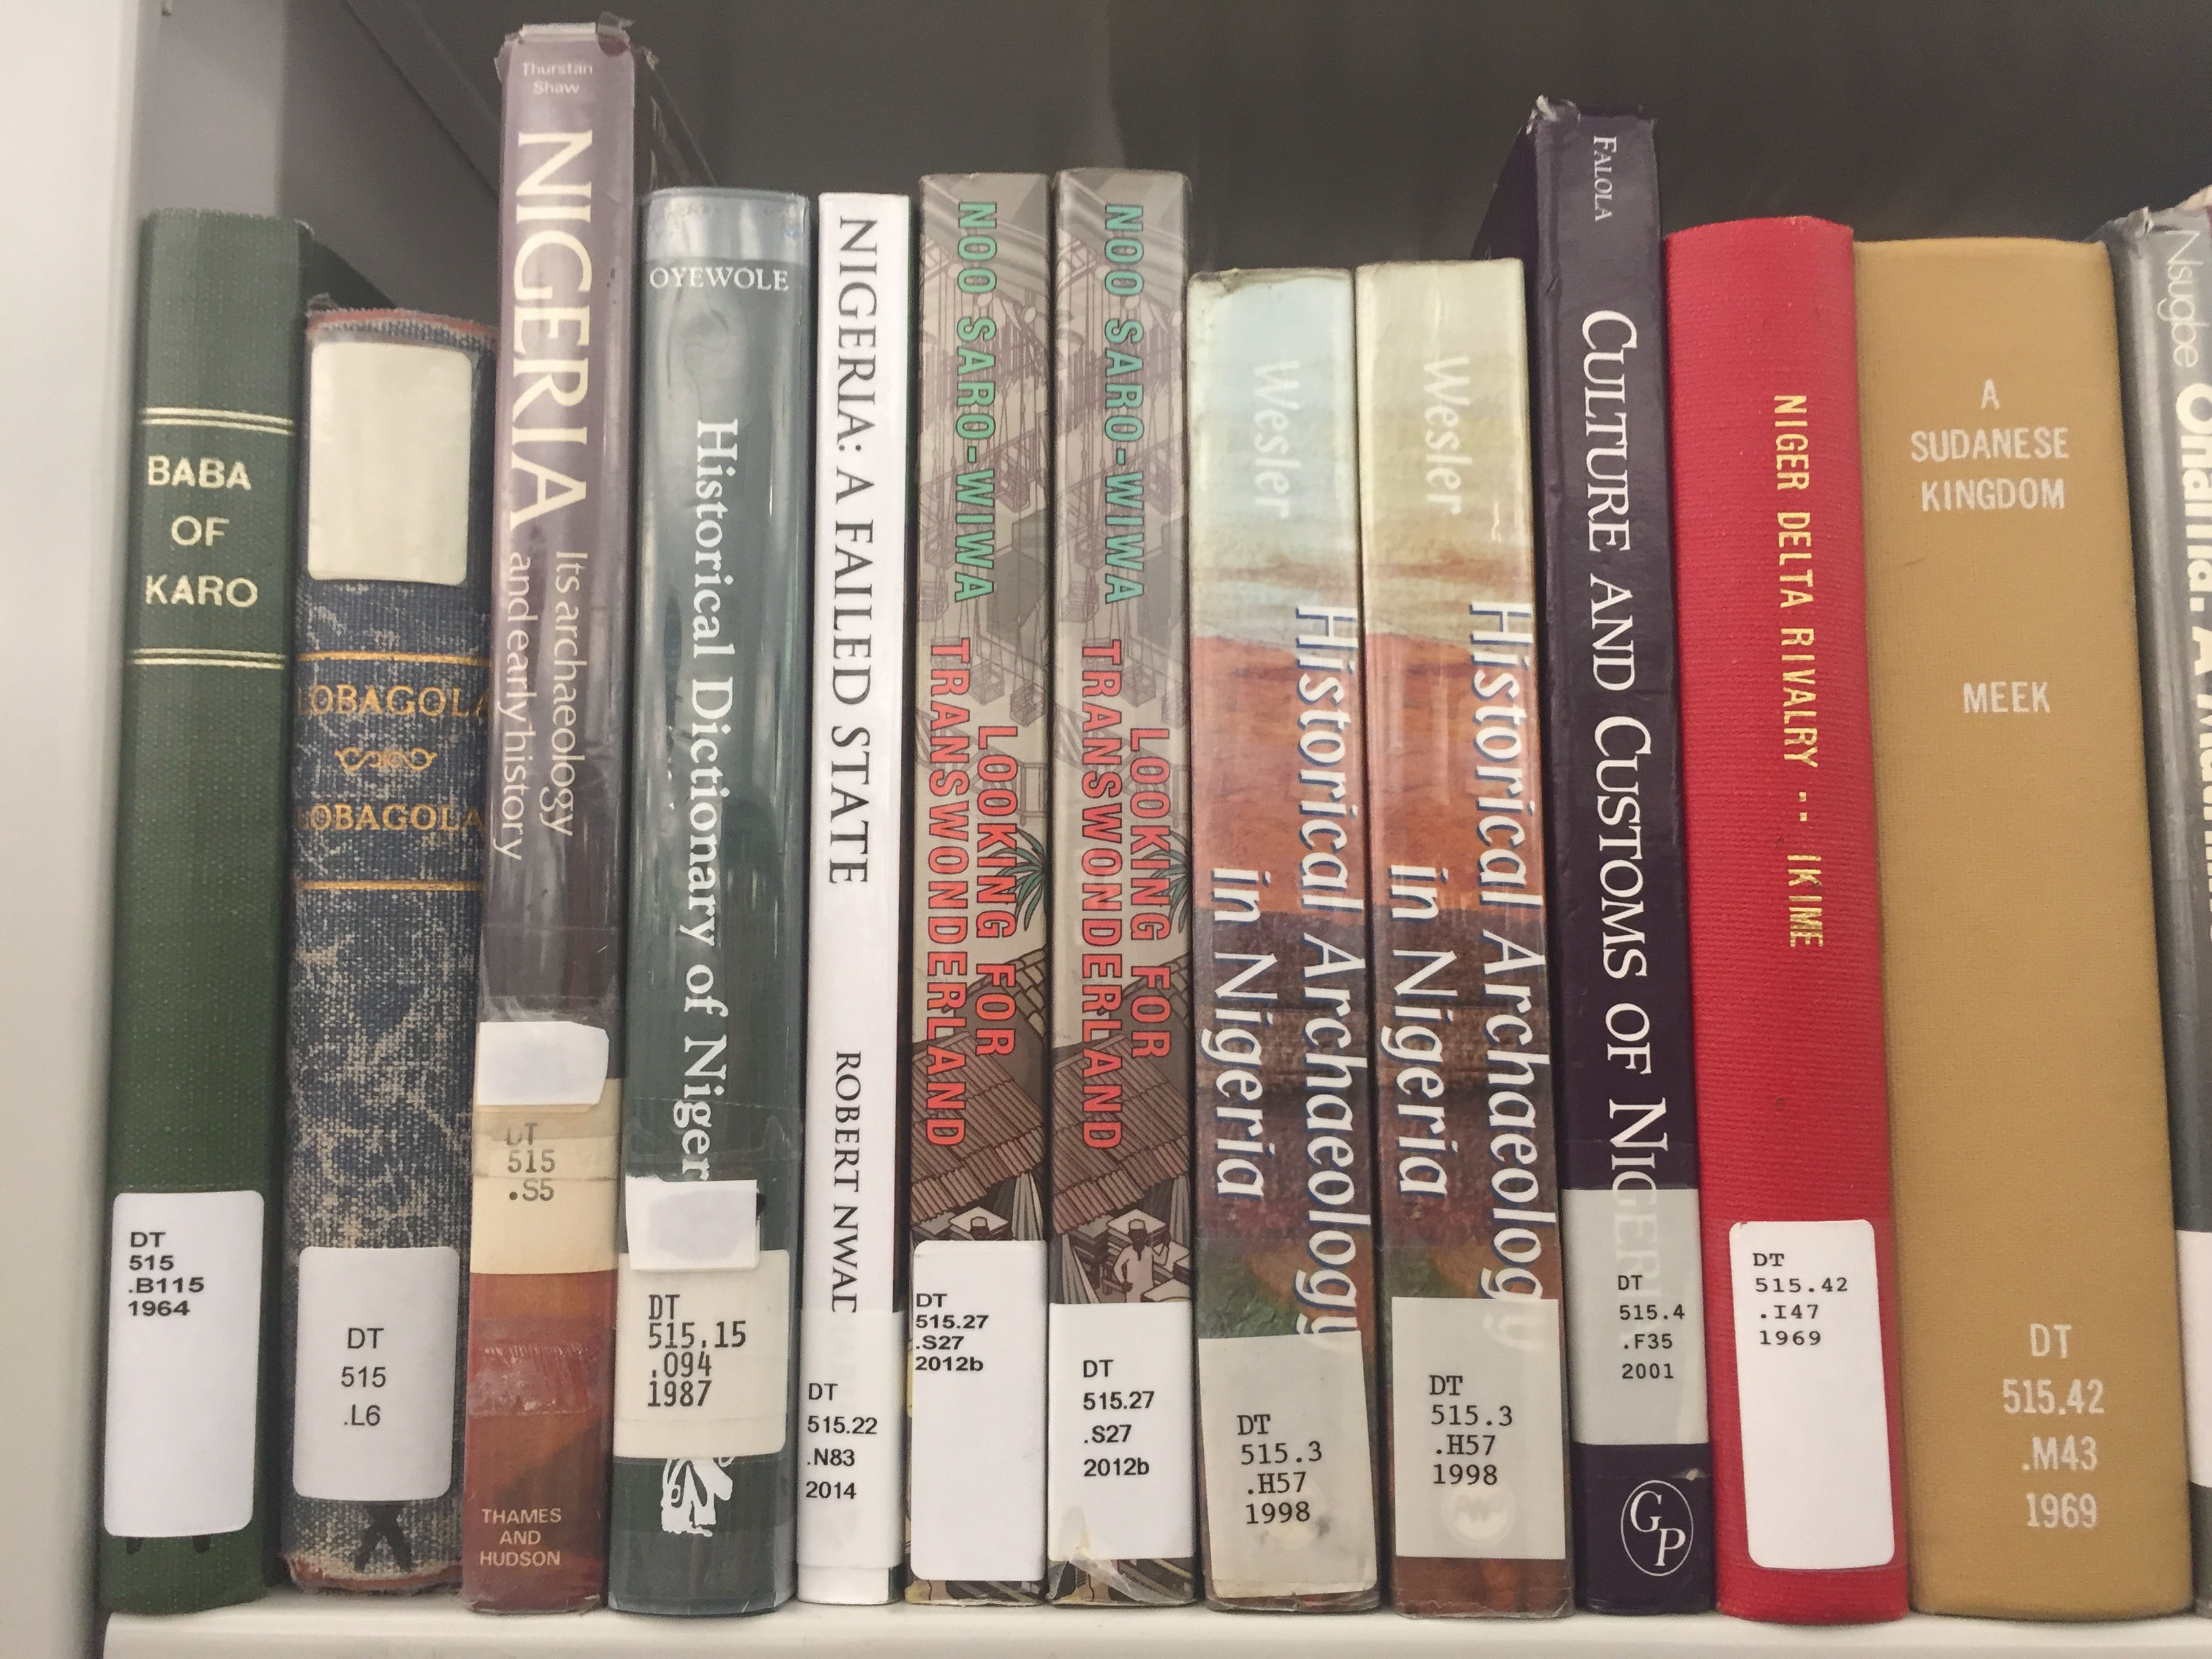 BABA
OF
KARO
DT
515
.B115
1964
LOBAGOLA
LOBAGOLA
DT
515
.L6
Thurstan
Shaw
NIGERIA
Its archaeology
and early history
DT
515
.S5
THAMES
AND
HUDSON
OYEWOLE
Historical Dictionary of Niger
DT
515.15
.094
1987
NIGERIA: A FAILED STATE
ROBERT NWA
DT
515.22
.N83
2014
NOO SARO-WIWA
LOOKING FOR
TRANSWONDERLAND
DT
515.27
.S27
2012b
NOO SARO-WIWA
LOOKING FOR
TRANSWONDERLAND
DT
515.27
.S27
2012b
Wesler
Historical Archaeology
in Nigeria
DT
515.3
.H57
1998
Wesler
Historical Archaeology
in Nigeria
DT
515.3
.H57
1998
FALOLA
CULTURE AND CUSTOMS OF NIGERIA
DT
515.4
.F35
2001
GP
NIGER DELTA RIVALRY -- IKIME
DT
515.42
.I47
1969
A
SUDANESE
KINGDOM
MEEK
DT
515.42
.M43
1969
Nsugbe